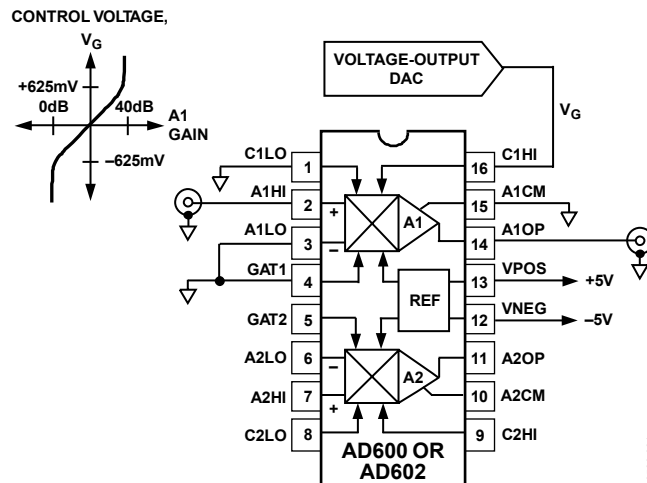 CONTROL VOLTAGE,
VG
+625mV
0dB
40dB
A1
GAIN
–625mV
VOLTAGE-OUTPUT
DAC
VG
C1LO
1
16
C1HI
A1HI
2
+
A1
15
A1CM
A1LO
3
–
14
A1OP
GAT1
4
REF
13
VPOS
+5V
GAT2
5
12
VNEG
–5V
A2LO
6
–
A2
11
A2OP
A2HI
7
+
10
A2CM
C2LO
8
9
C2HI
AD600 OR
AD602